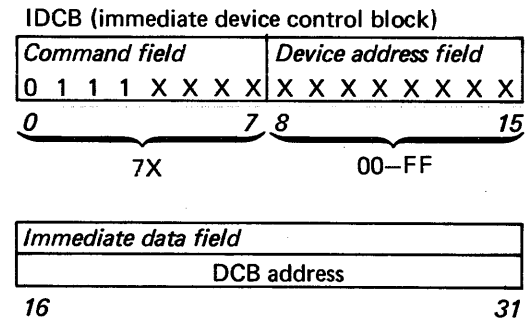 IDCB (immediate device control block)
Command field Device address field
0 1 1 1 X X X X X X X X X X X X
0 7 8 15
7X 00–FF
Immediate data field
DCB address
16 31